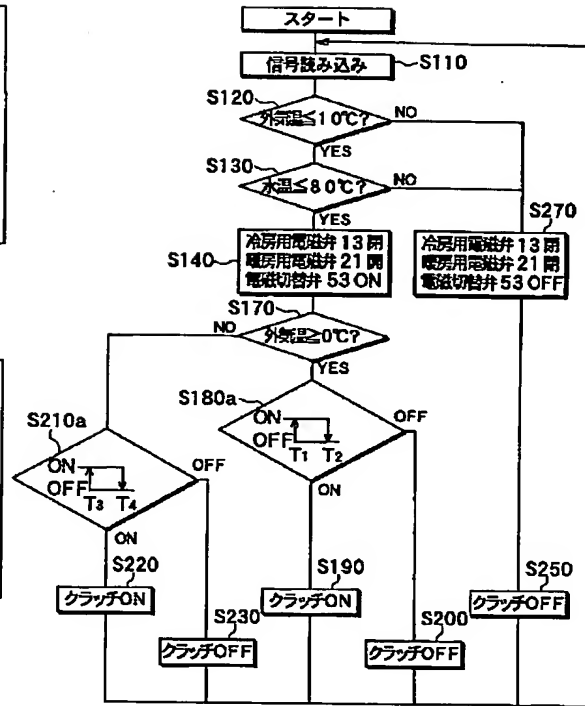 スタート
信号読み込み
S110
S120
外気温≦10℃?
NO
YES
S130
水温≦80℃?
NO
YES
S140
冷房用電磁弁13閉
暖房用電磁弁21閉
電磁切替弁53ON
S270
冷房用電磁弁13閉
暖房用電磁弁21閉
電磁切替弁53OFF
S170
外気温≧0℃?
NO
YES
S180a
ON
OFF
T1 T2
OFF
ON
S210a
ON
OFF
T3 T4
OFF
ON
S220
クラッチON
S190
クラッチON
S250
クラッチOFF
S230
クラッチOFF
S200
クラッチOFF